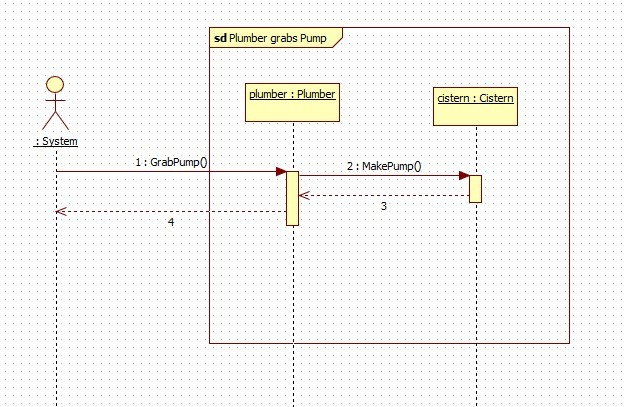 sd Plumber grabs Pump
plumber : Plumber
cistern : Cistern
: System
1 : GrabPump()
2 : MakePump()
3
4